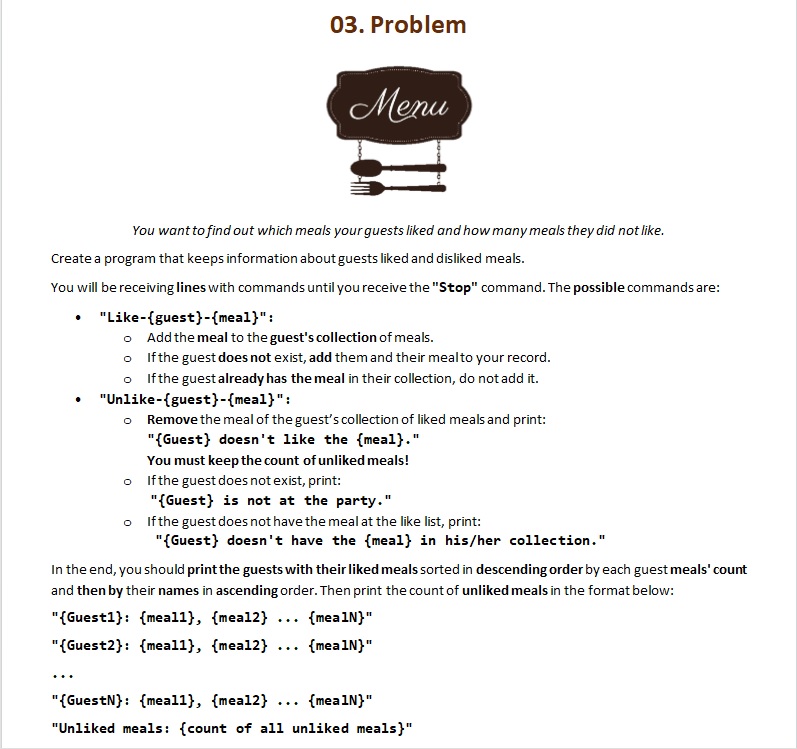 03. Problem
Menu
You want to find out which meals your guests liked and how many meals they did not like.
Create a program that keeps information about guests liked and disliked meals.
You will be receiving lines with commands until you receive the "Stop" command. The possible commands are:
• "Like-{guest}-{meal}":
o Add the meal to the guest's collection of meals.
o If the guest does not exist, add them and their meal to your record.
o If the guest already has the meal in their collection, do not add it.
• "Unlike-{guest}-{meal}":
o Remove the meal of the guest’s collection of liked meals and print:
"{Guest} doesn't like the {meal}."
You must keep the count of unliked meals!
o If the guest does not exist, print:
"{Guest} is not at the party."
o If the guest does not have the meal at the like list, print:
"{Guest} doesn't have the {meal} in his/her collection."
In the end, you should print the guests with their liked meals sorted in descending order by each guest meals' count
and then by their names in ascending order. Then print the count of unliked meals in the format below:
"{Guest1}: {meal1}, {meal2} ... {mealN}"
"{Guest2}: {meal1}, {meal2} ... {mealN}"
...
"{GuestN}: {meal1}, {meal2} ... {mealN}"
"Unliked meals: {count of all unliked meals}"